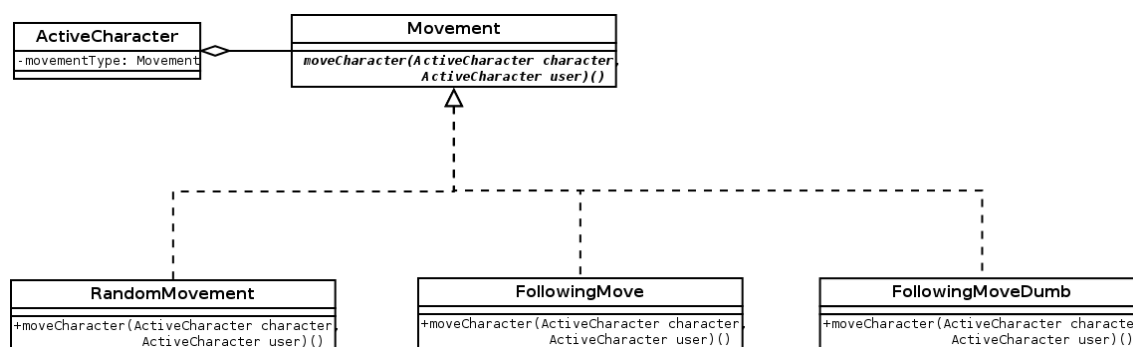 ActiveCharacter
-movementType: Movement
Movement
moveCharacter(ActiveCharacter character,
ActiveCharacter user)()
RandomMovement
+moveCharacter(ActiveCharacter character,
ActiveCharacter user)()
FollowingMove
+moveCharacter(ActiveCharacter character,
ActiveCharacter user)()
FollowingMoveDumb
+moveCharacter(ActiveCharacter characte
ActiveCharacter user)()